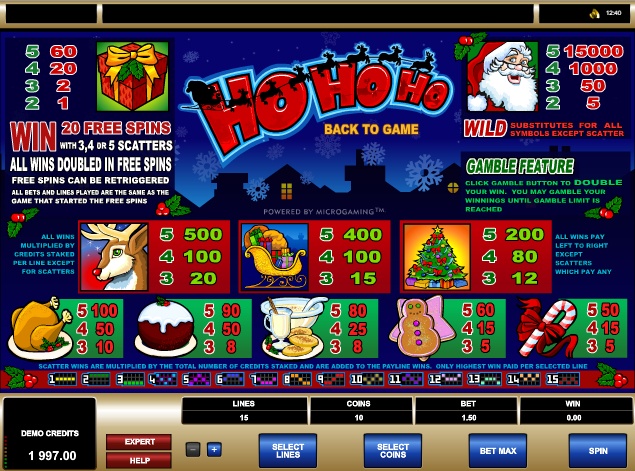 12:40
5 60
4 20
3 2
2 1
HO HO HO
BACK TO GAME
5 15000
4 1000
3 50
2 5
WIN 20 FREE SPINS
WITH 3,4 OR 5 SCATTERS
ALL WINS DOUBLED IN FREE SPINS
FREE SPINS CAN BE RETRIGGERED
ALL BETS AND LINES PLAYED ARE THE SAME AS THE
GAME THAT STARTED THE FREE SPINS
WILD SUBSTITUTES FOR ALL
SYMBOLS EXCEPT SCATTER
GAMBLE FEATURE
CLICK GAMBLE BUTTON TO DOUBLE
YOUR WIN. YOU MAY GAMBLE YOUR
WINNINGS UNTIL GAMBLE LIMIT IS
REACHED
POWERED BY MICROGAMING™
ALL WINS
MULTIPLIED BY
CREDITS STAKED
PER LINE EXCEPT
FOR SCATTERS
5 500
4 100
3 20
5 400
4 100
3 15
5 200
4 80
3 12
ALL WINS PAY
LEFT TO RIGHT
EXCEPT
SCATTERS
WHICH PAY ANY
5 100
4 50
3 10
5 90
4 50
3 8
5 80
4 25
3 8
5 60
4 15
3 5
5 50
4 15
3 5
SCATTER WINS ARE MULTIPLIED BY THE TOTAL NUMBER OF CREDITS STAKED AND ARE ADDED TO THE PAYLINE WINS. ONLY HIGHEST WIN PAID PER SELECTED LINE
1 2 3 4 5 6 7 8 9 10 11 12 13 14 15
LINES COINS BET WIN
15 10 1.50 0.00
DEMO CREDITS
1 997.00
EXPERT
HELP
SELECT
LINES
SELECT
COINS
BET MAX
SPIN